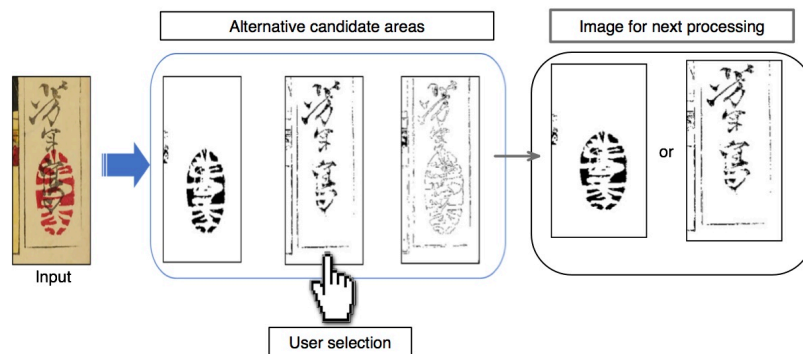 Alternative candidate areas
Image for next processing
or
Input
User selection